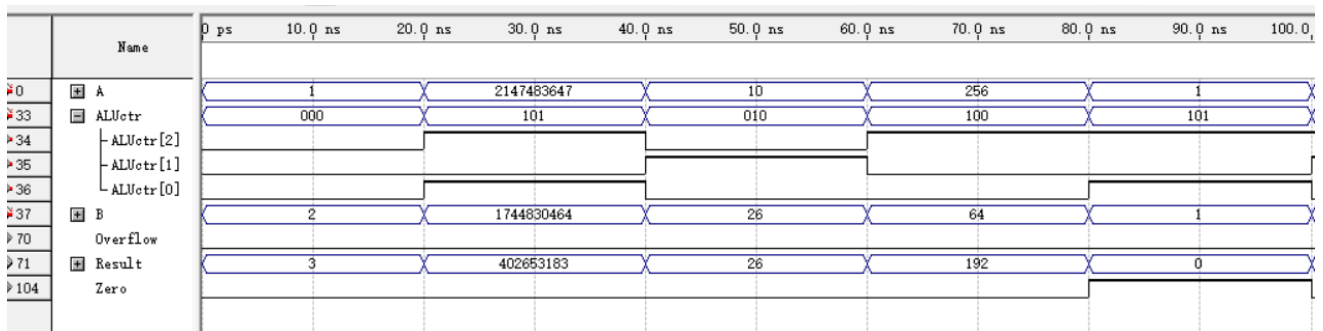 Name 0 ps 10.0 ns 20.0 ns 30.0 ns 40.0 ns 50.0 ns 60.0 ns 70.0 ns 80.0 ns 90.0 ns 100.0
0 A 1 2147483647 10 256 1
33 ALUctr 000 101 010 100 101
34 ALUctr[2]
35 ALUctr[1]
36 ALUctr[0]
37 B 2 1744830464 26 64 1
70 Overflow
71 Result 3 402653183 26 192 0
104 Zero